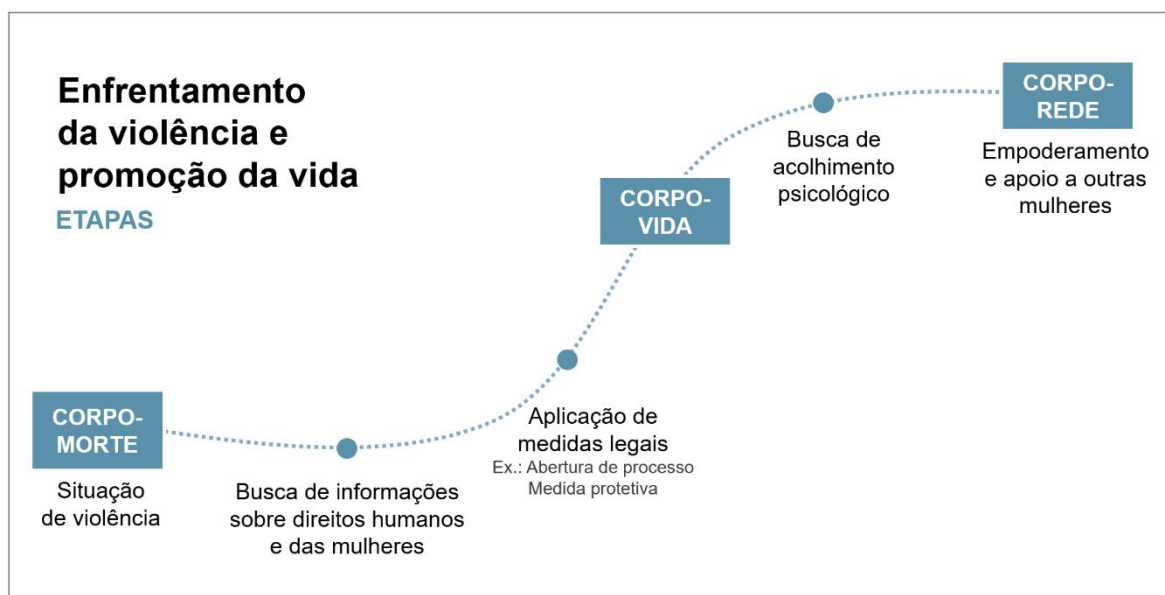 Enfrentamento
da violência e
promoção da vida
ETAPAS
CORPO-
MORTE
Situação
de violência
Busca de informações
sobre direitos humanos
e das mulheres
Aplicação de
medidas legais
Ex.: Abertura de processo
Medida protetiva
CORPO-
VIDA
Busca de
acolhimento
psicológico
CORPO-
REDE
Empoderamento
e apoio a outras
mulheres